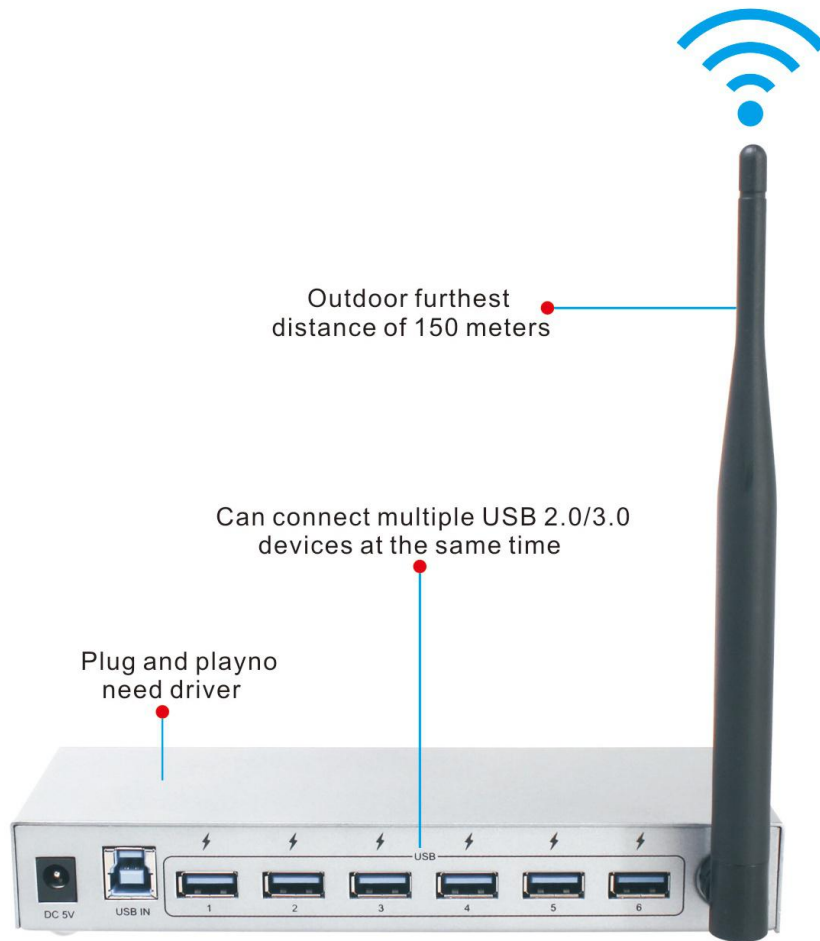 Outdoor furthest
distance of 150 meters
Can connect multiple USB 2.0/3.0
devices at the same time
Plug and playno
need driver
USB
DC 5V
USB IN
1
2
3
4
5
6